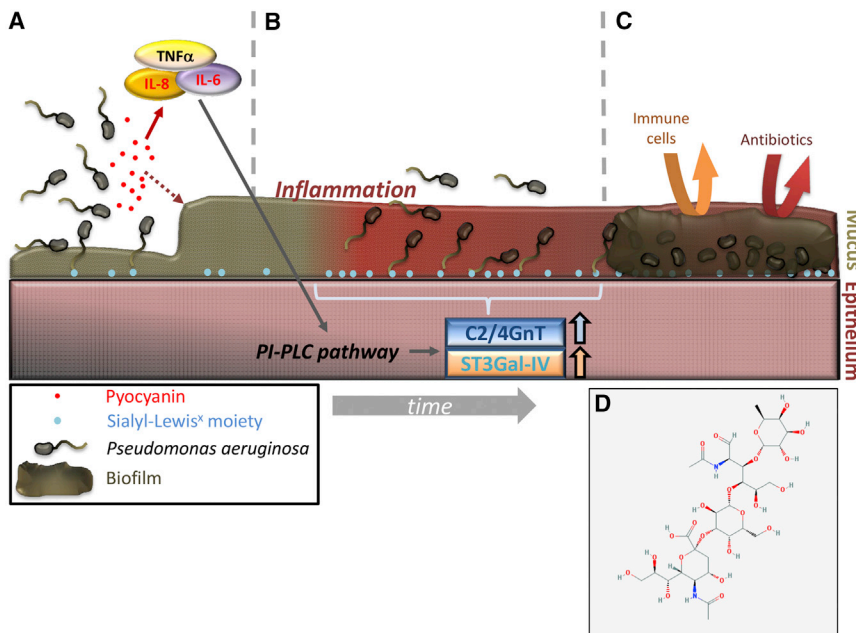 A
B
C
TNFα
IL-8
IL-6
Immune
cells
Antibiotics
Inflammation
Mucus
Epithelium
PI-PLC pathway
C2/4GnT
ST3Gal-IV
Pyocyanin
Sialyl-Lewisˣ moiety
Pseudomonas aeruginosa
Biofilm
time
D
H
O
O
H
O
O
H
O
H
O
O
N
H
O
O
H
O
H
O
H
O
O
O
H
O
O
H
O
H
O
H
O
O
H
H
O
H
O
O
H
O
H
N
H
O